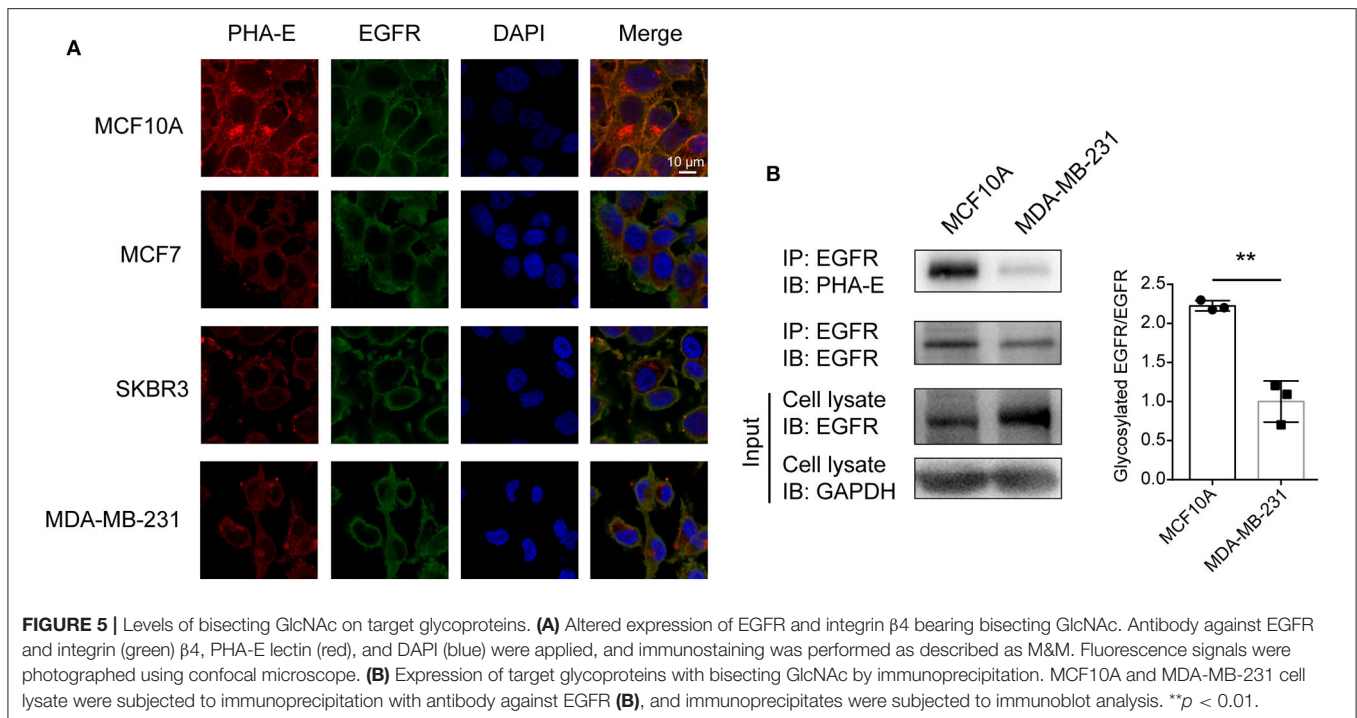 A
PHA-E EGFR DAPI Merge
MCF10A
10 µm
MCF7
SKBR3
MDA-MB-231
B
MCF10A MDA-MB-231
IP: EGFR
IB: PHA-E
IP: EGFR
IB: EGFR
Input
Cell lysate
IB: EGFR
Cell lysate
IB: GAPDH
**
Glycosylated EGFR/EGFR
2.5
2.0
1.5
1.0
0.5
0.0
MCF10A
MDA-MB-231
FIGURE 5 | Levels of bisecting GlcNAc on target glycoproteins. (A) Altered expression of EGFR and integrin β4 bearing bisecting GlcNAc. Antibody against EGFR
and integrin (green) β4, PHA-E lectin (red), and DAPI (blue) were applied, and immunostaining was performed as described as M&M. Fluorescence signals were
photographed using confocal microscope. (B) Expression of target glycoproteins with bisecting GlcNAc by immunoprecipitation. MCF10A and MDA-MB-231 cell
lysate were subjected to immunoprecipitation with antibody against EGFR (B), and immunoprecipitates were subjected to immunoblot analysis. **p < 0.01.